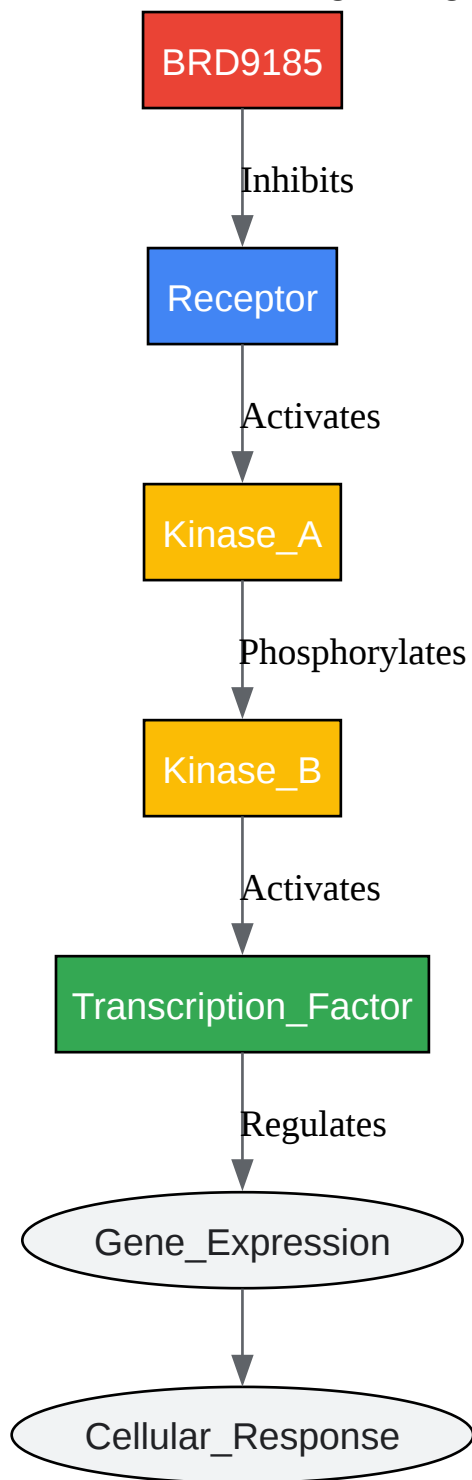 BRD9185
Inhibits
Receptor
Activates
Kinase_A
Phosphorylates
Kinase_B
Activates
Transcription_Factor
Regulates
Gene_Expression
Cellular_Response